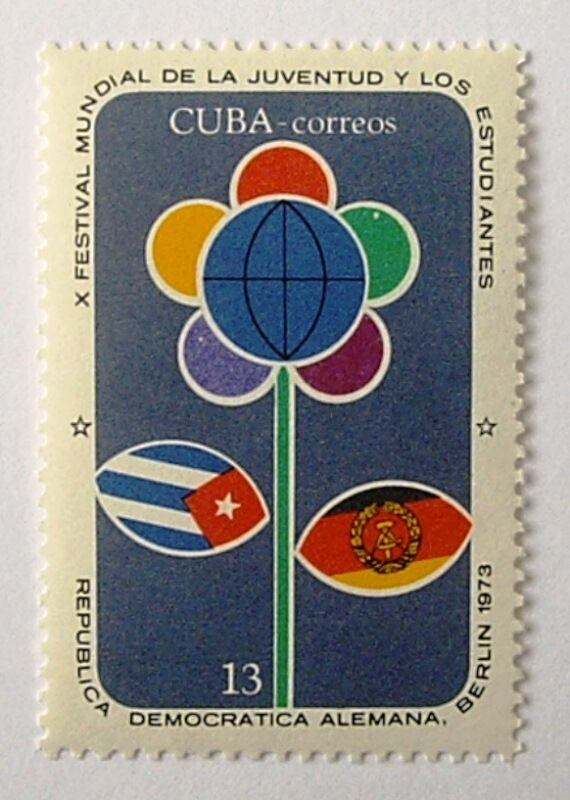 X FESTIVAL MUNDIAL DE LA JUVENTUD Y LOS ESTUDIANTES
CUBA-correos
13
REPUBLICA DEMOCRATICA ALEMANA, BERLIN 1973